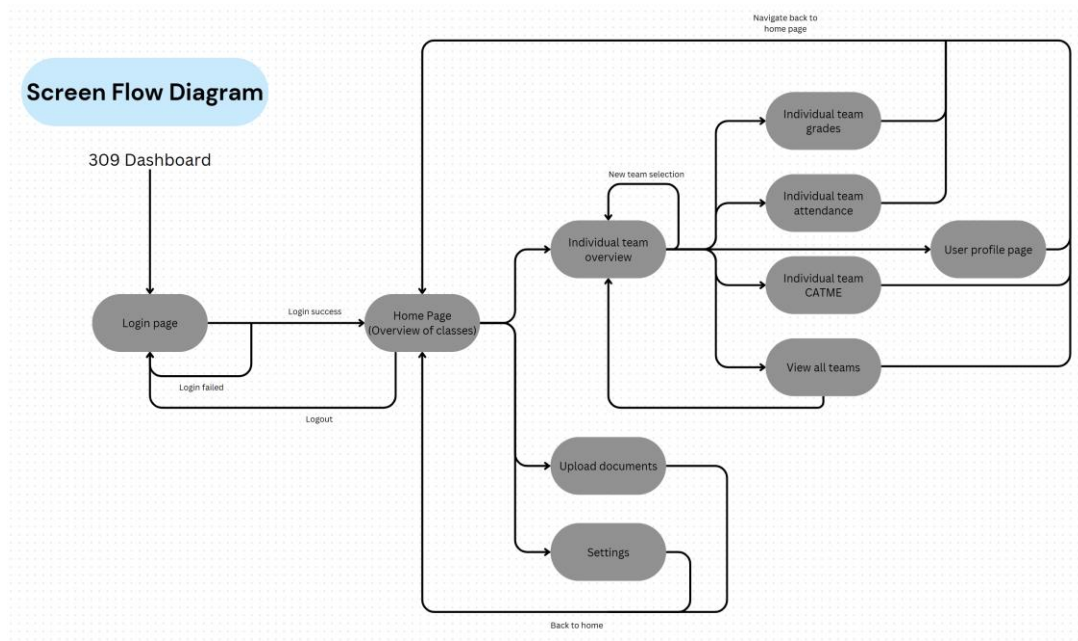 Navigate back to
home page
Screen Flow Diagram
309 Dashboard
Individual team
grades
New team selection
Individual team
attendance
Individual team
overview
User profile page
Individual team
CATME
Login page
Login success
Home Page
(Overview of classes)
Login failed
View all teams
Logout
Upload documents
Settings
Back to home